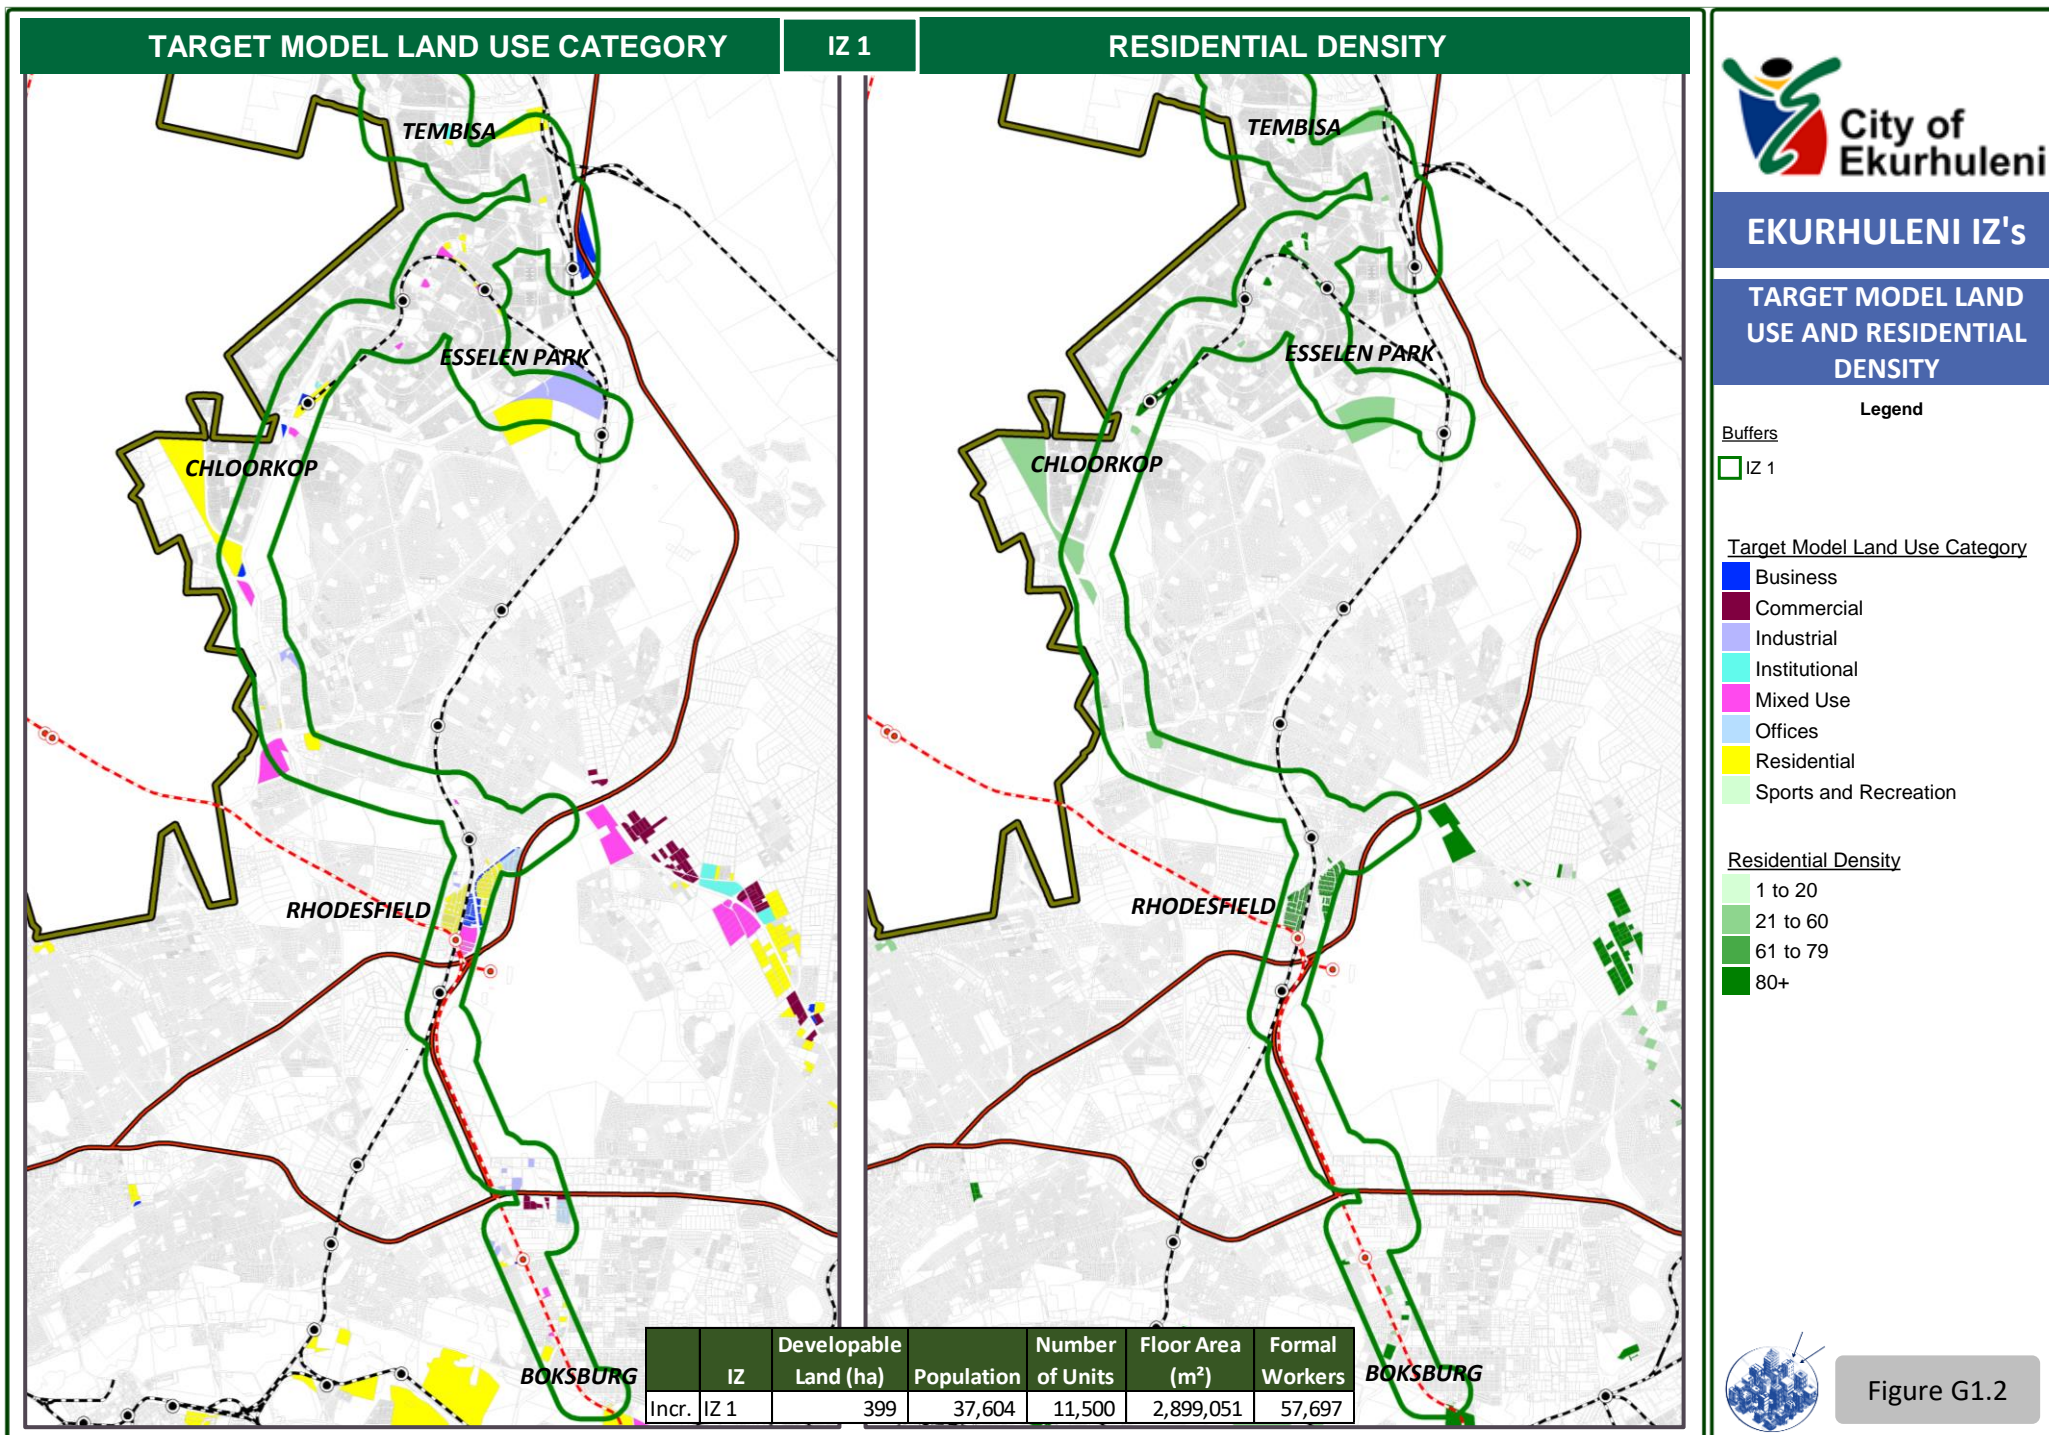 TARGET MODEL LAND USE CATEGORY
IZ 1
RESIDENTIAL DENSITY
TEMBISA
ESSELEN PARK
CHLOORKOP
RHODESFIELD
BOKSBURG
TEMBISA
ESSELEN PARK
CHLOORKOP
RHODESFIELD
BOKSBURG
IZ Developable Land (ha) Population Number of Units Floor Area (m²) Formal Workers
Incr. IZ 1 399 37,604 11,500 2,899,051 57,697
City of
Ekurhuleni
EKURHULENI IZ's
TARGET MODEL LAND
USE AND RESIDENTIAL
DENSITY
Legend
Buffers
IZ 1
Target Model Land Use Category
Business
Commercial
Industrial
Institutional
Mixed Use
Offices
Residential
Sports and Recreation
Residential Density
1 to 20
21 to 60
61 to 79
80+
Figure G1.2